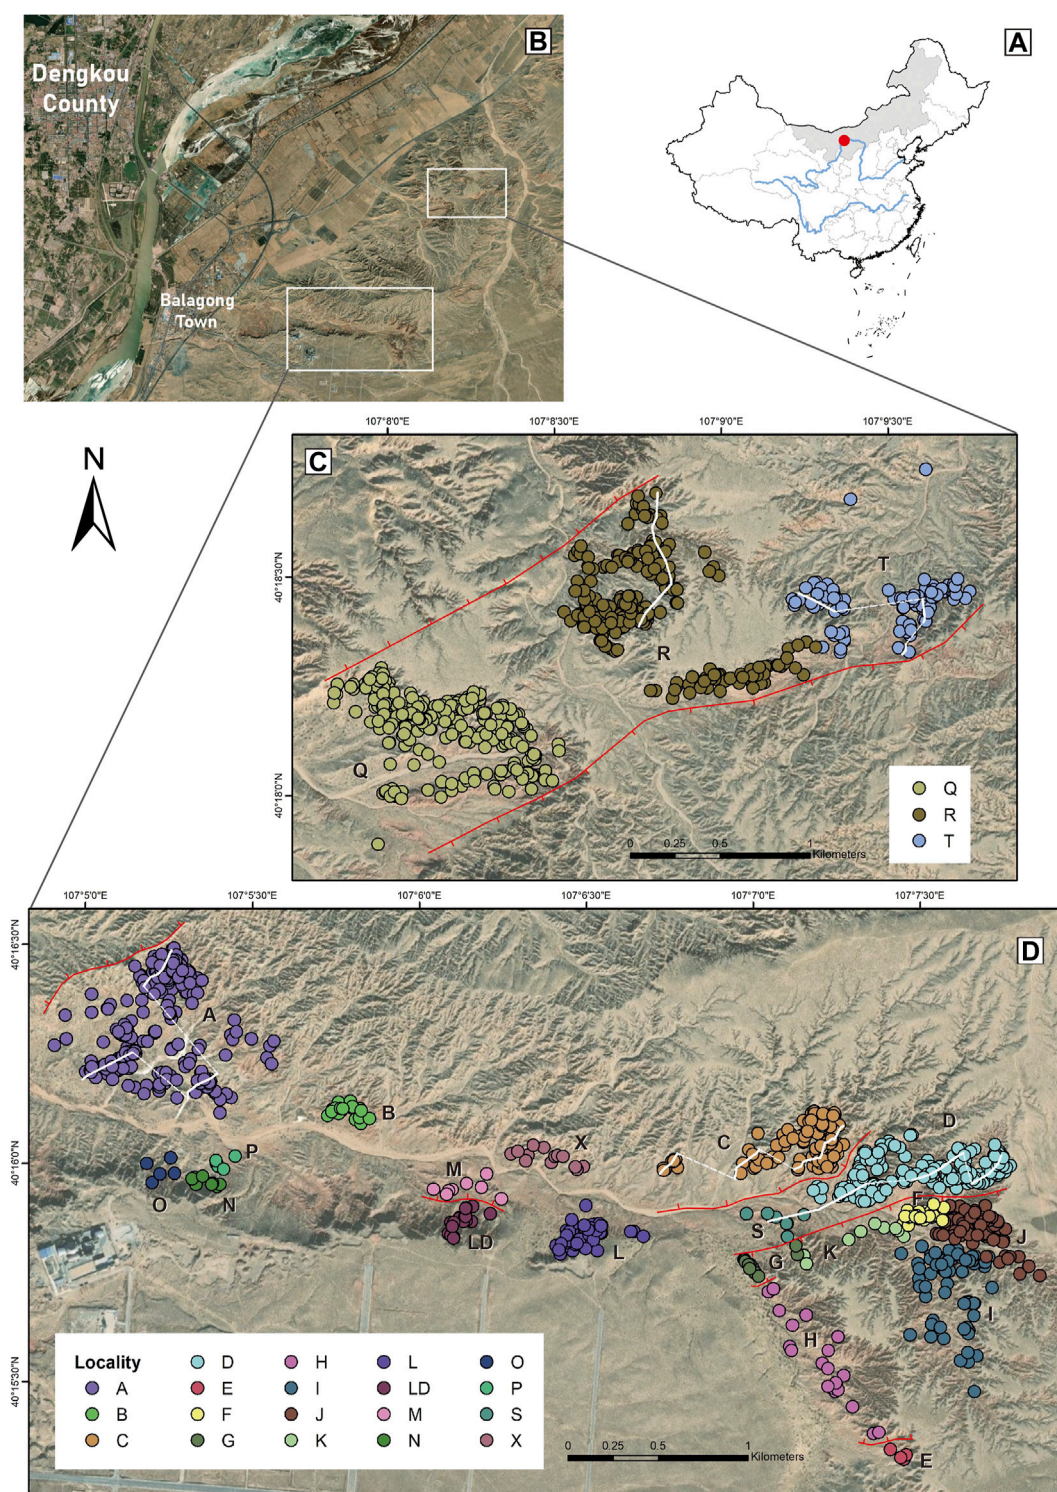 B
A
Dengkou
County
Balagong
Town
N
107°8'0"E
107°8'30"E
107°9'0"E
107°9'30"E
C
40°18'30"N
40°18'0"N
T
R
Q
Q
R
T
0
0.25
0.5
1
Kilometers
107°5'0"E
107°5'30"E
107°6'0"E
107°6'30"E
107°7'0"E
107°7'30"E
40°16'30"N
40°16'0"N
40°15'30"N
D
A
B
P
O
N
M
X
LD
L
C
D
F
S
K
J
G
I
H
E
Locality
A
D
H
L
O
B
E
I
LD
P
C
F
J
M
S
G
K
N
X
0
0.25
0.5
1
Kilometers